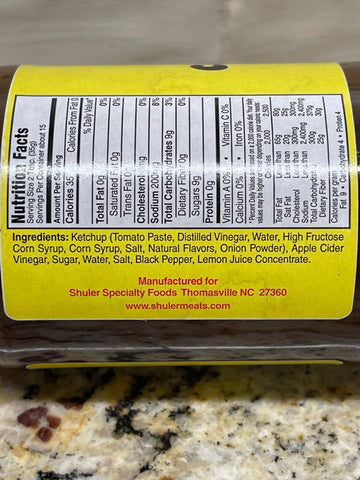 Nutrition Facts
Serving Size 2 Tbsp. (35g)
Servings Per Container about 15
Amount Per Serving
Calories 35 Calories From Fat 0
% Daily Value*
Total Fat 0g 0%
Saturated Fat 0g 0%
Trans Fat 0g 0%
Cholesterol 0mg 0%
Sodium 200mg 8%
Total Carbohydrates 9g 3%
Dietary Fiber 0g 0%
Sugars 9g
Protein 0g
Vitamin A 0% • Vitamin C 0%
Calcium 0% • Iron 0%
Calories 2,000 2,500
Total Fat Less than 65g 80g
Sat Fat Less than 20g 25g
Cholesterol Less than 300mg 300mg
Sodium Less than 2,400mg 2,400mg
Total Carbohydrate 300g 375g
Dietary Fiber 25g 30g
Calories per gram
Fat 9 • Carbohydrates 4 • Protein 4
Ingredients: Ketchup (Tomato Paste, Distilled Vinegar, Water, High Fructose
Corn Syrup, Corn Syrup, Salt, Natural Flavors, Onion Powder), Apple Cider
Vinegar, Sugar, Water, Salt, Black Pepper, Lemon Juice Concentrate.
Manufactured for
Shuler Specialty Foods Thomasville NC 27360
www.shulermeats.com